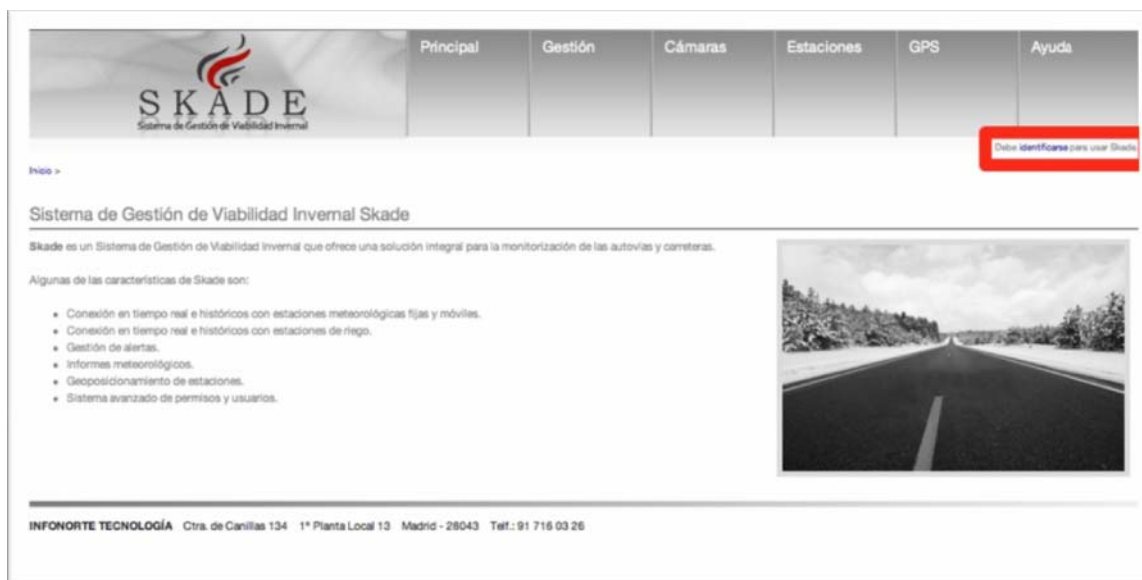 SKADE
Sistema de Gestión de Viabilidad Invernal
Principal Gestión Cámaras Estaciones GPS Ayuda
Debe identificarse para usar Skade.
Inicio >
Sistema de Gestión de Viabilidad Invernal Skade
Skade es un Sistema de Gestión de Viabilidad Invernal que ofrece una solución integral para la monitorización de las autovías y carreteras.
Algunas de las características de Skade son:
Conexión en tiempo real e históricos con estaciones meteorológicas fijas y móviles.
Conexión en tiempo real e históricos con estaciones de riego.
Gestión de alertas.
Informes meteorológicos.
Geoposicionamiento de estaciones.
Sistema avanzado de permisos y usuarios.
INFONORTE TECNOLOGÍA Ctra. de Canillas 134 1ª Planta Local 13 Madrid - 28043 Telf.: 91 716 03 26